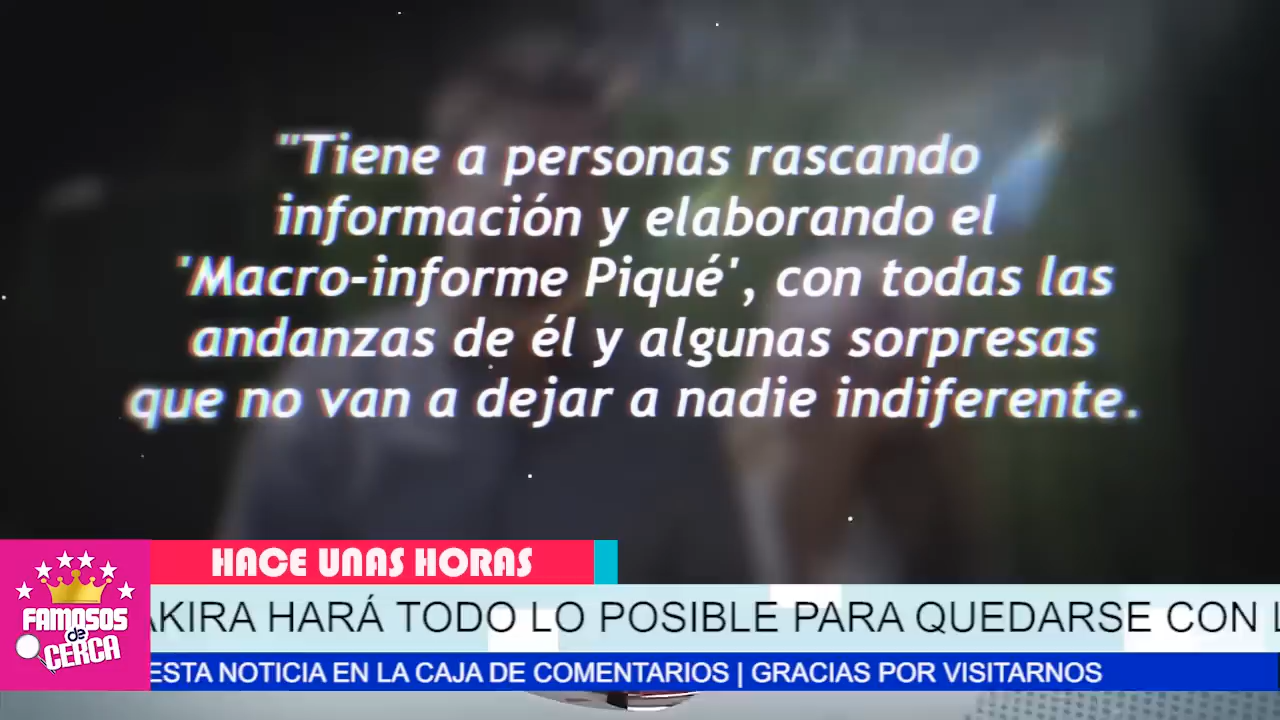 "Tiene a personas rascando
información y elaborando el
'Macro-informe Piqué', con todas las
andanzas de él y algunas sorpresas
que no van a dejar a nadie indiferente.
HACE UNAS HORAS
FAMOSOS
de
CERCA
AKIRA HARÁ TODO LO POSIBLE PARA QUEDARSE CON L
ESTA NOTICIA EN LA CAJA DE COMENTARIOS | GRACIAS POR VISITARNOS